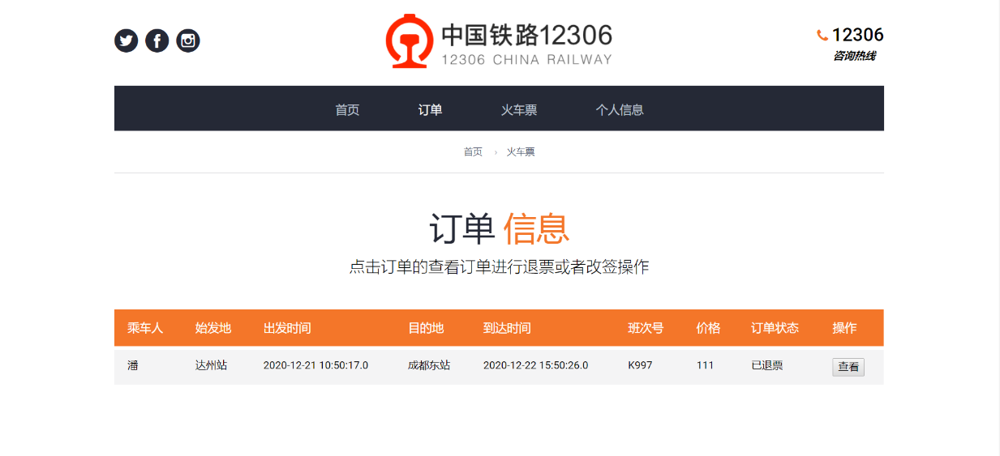 中国铁路12306
12306 CHINA RAILWAY
12306
咨询热线
首页 订单 火车票 个人信息
首页 › 火车票
订单 信息
点击订单的查看订单进行退票或者改签操作
乘车人 始发地 出发时间 目的地 到达时间 班次号 价格 订单状态 操作
潘 达州站 2020-12-21 10:50:17.0 成都东站 2020-12-22 15:50:26.0 K997 111 已退票 查看